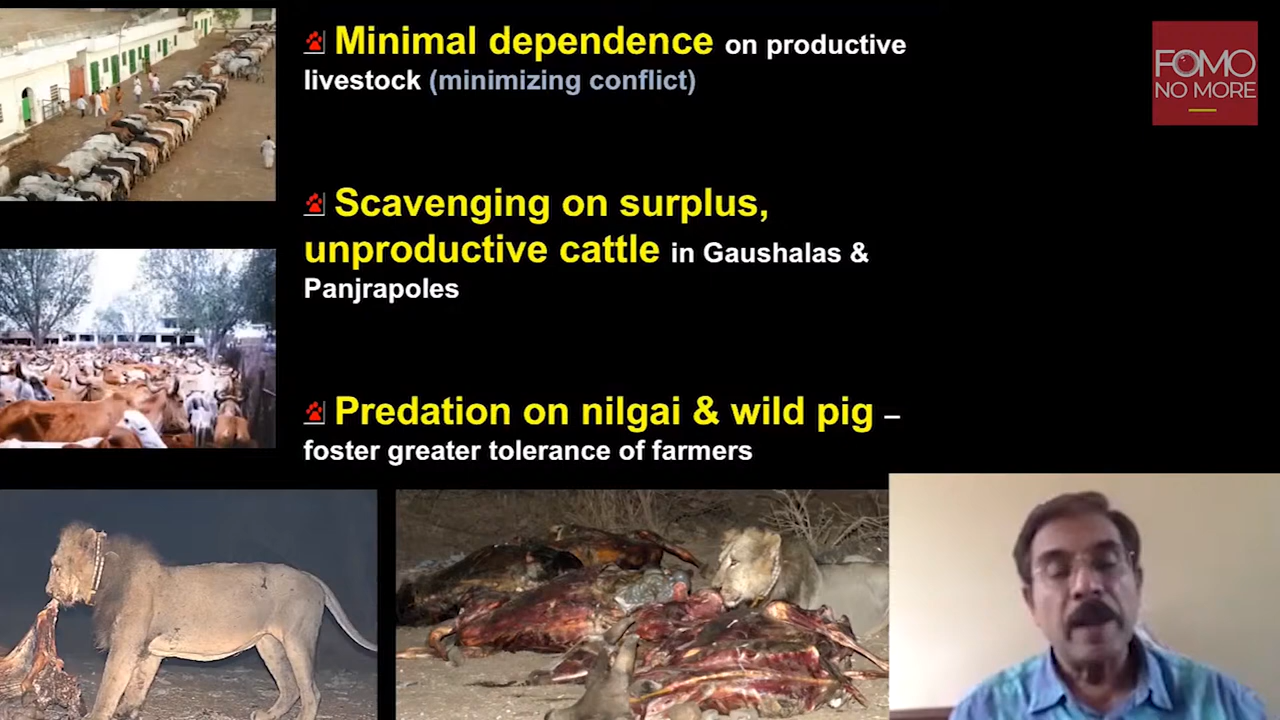 Minimal dependence on productive
livestock (minimizing conflict)
Scavenging on surplus,
unproductive cattle in Gaushalas &
Panjrapoles
Predation on nilgai & wild pig –
foster greater tolerance of farmers
FOMO
NO MORE